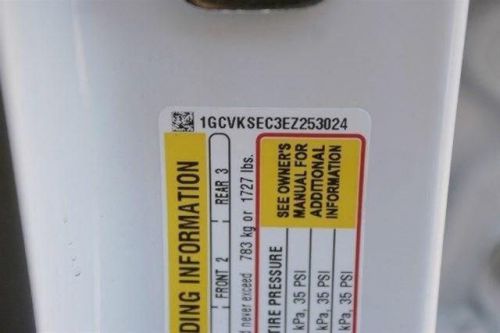 1GCVKSEC3EZ253024
DING INFORMATION
FRONT 2 REAR 3
d never exceed 783 kg or 1727 lbs.
TIRE PRESSURE
SEE OWNER'S
MANUAL FOR
ADDITIONAL
INFORMATION
kPa, 35 PSI
kPa, 35 PSI
kPa, 35 PSI